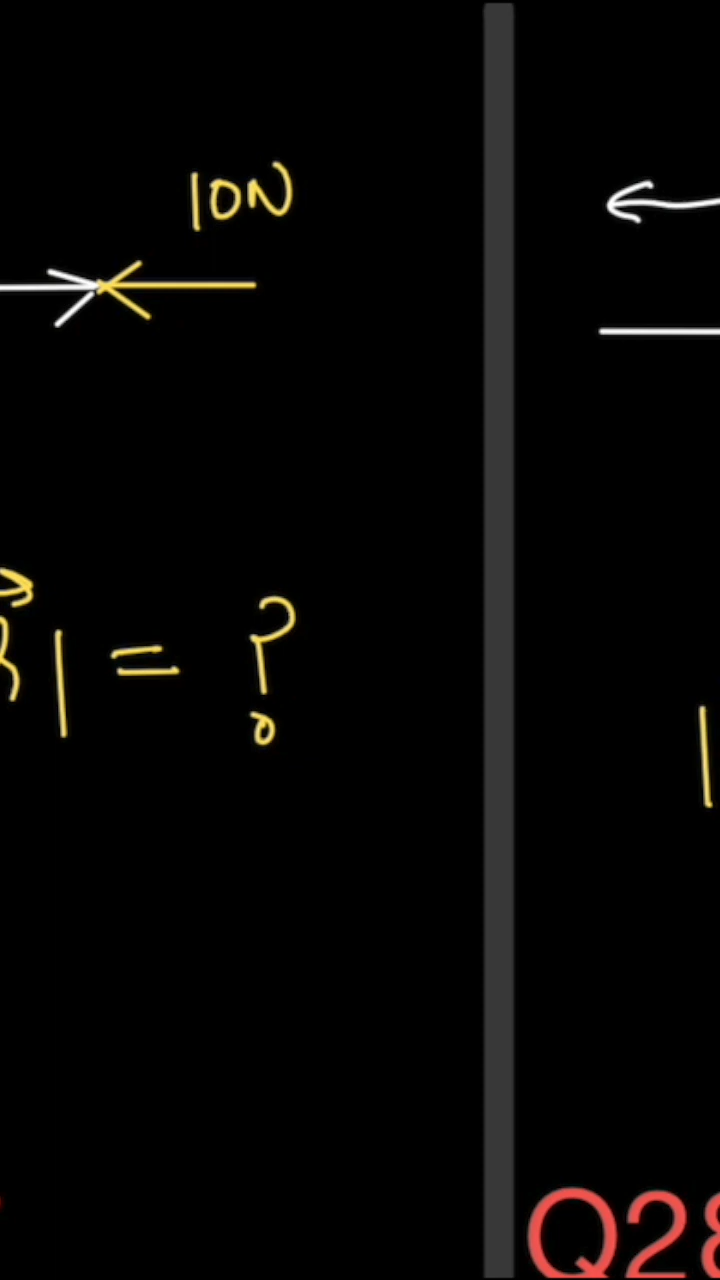 10N
| = ?
|
Q28